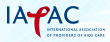 IAPAC
INTERNATIONAL ASSOCIATION
OF PROVIDERS OF AIDS CARE